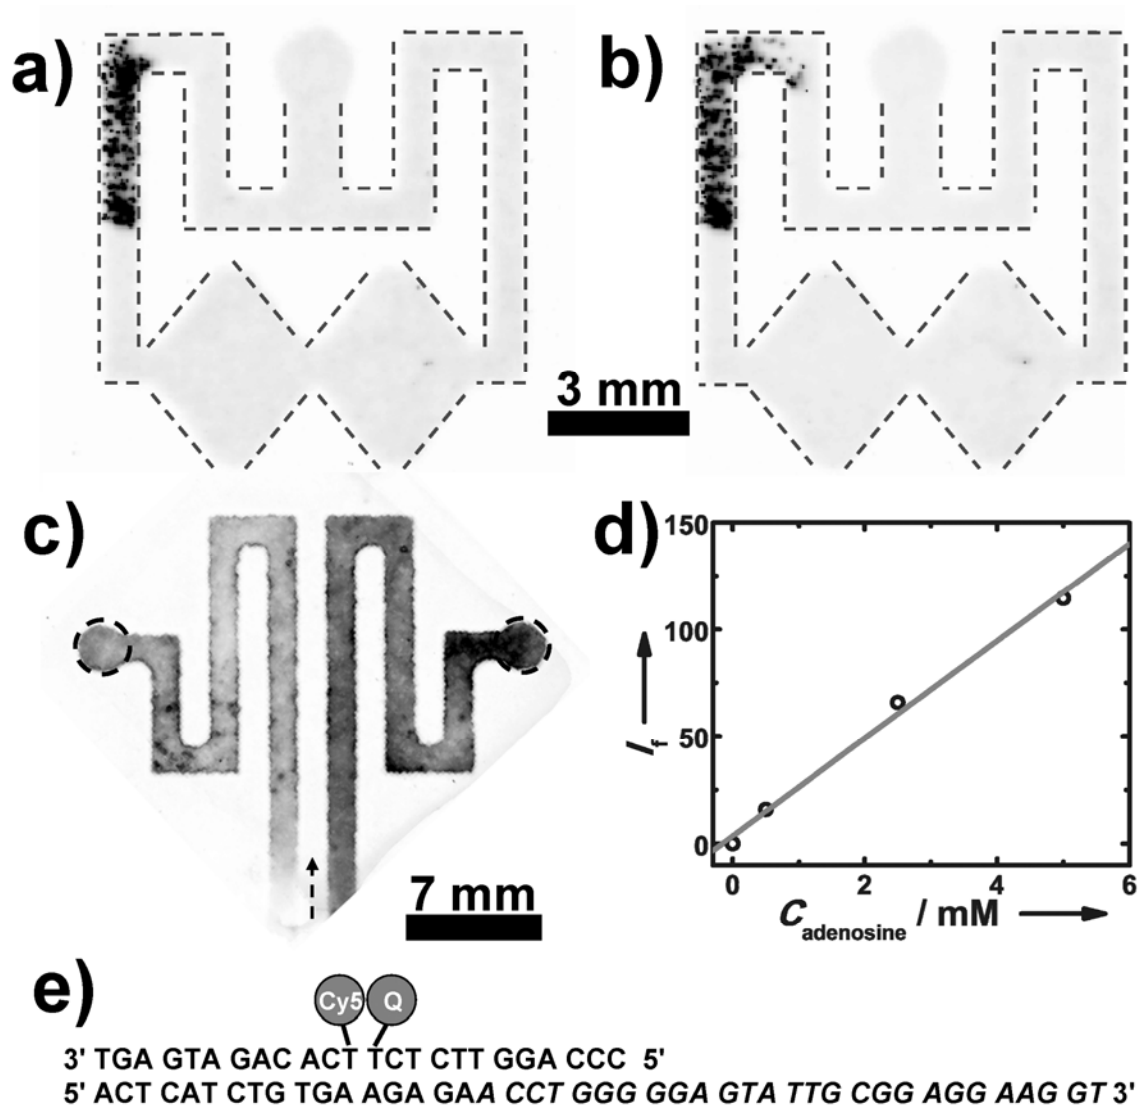 a)
b)
3 mm
c)
d)
150
100
50
0
I f
0 2 4 6
C adenosine / mM
7 mm
e)
Cy5 Q
3' TGA GTA GAC ACT TCT CTT GGA CCC 5'
5' ACT CAT CTG TGA AGA GAA CCT GGG GGA GTA TTG CGG AGG AAG GT 3'